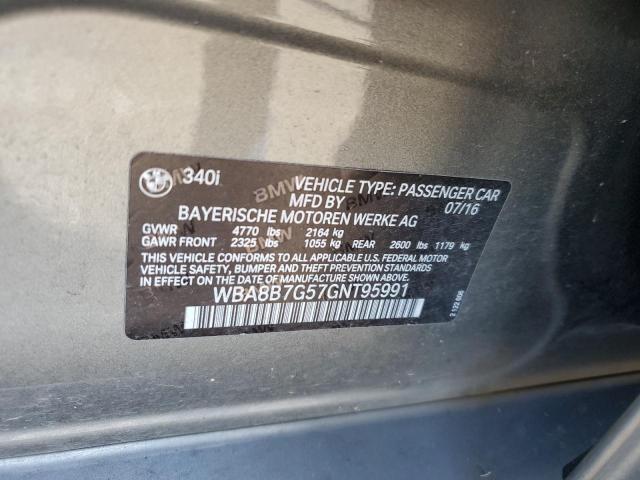 340i
VEHICLE TYPE: PASSENGER CAR
MFD BY 07/16
BAYERISCHE MOTOREN WERKE AG
GVWR 4770 lbs 2164 kg
GAWR FRONT 2325 lbs 1055 kg REAR 2600 lbs 1179 kg
THIS VEHICLE CONFORMS TO ALL APPLICABLE U.S. FEDERAL MOTOR
VEHICLE SAFETY, BUMPER AND THEFT PREVENTION STANDARDS
IN EFFECT ON THE DATE OF MANUFACTURE SHOWN ABOVE.
WBA8B7G57GNT95991